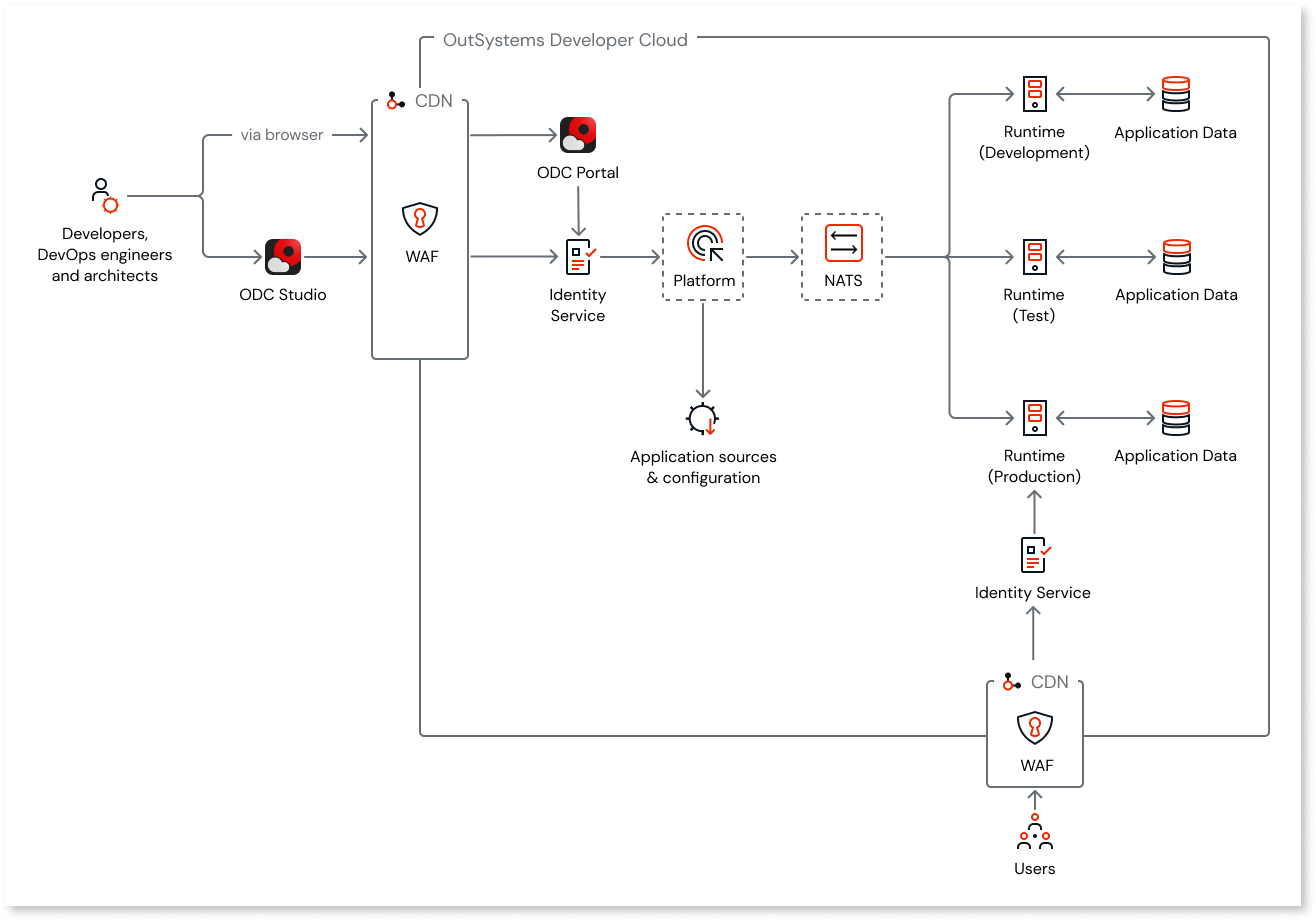 OutSystems Developer Cloud
CDN
via browser
WAF
Developers,
DevOps engineers
and architects
ODC Studio
ODC Portal
Identity
Service
Platform
NATS
Application sources
& configuration
Runtime
(Development)
Application Data
Runtime
(Test)
Application Data
Runtime
(Production)
Application Data
Identity Service
CDN
WAF
Users